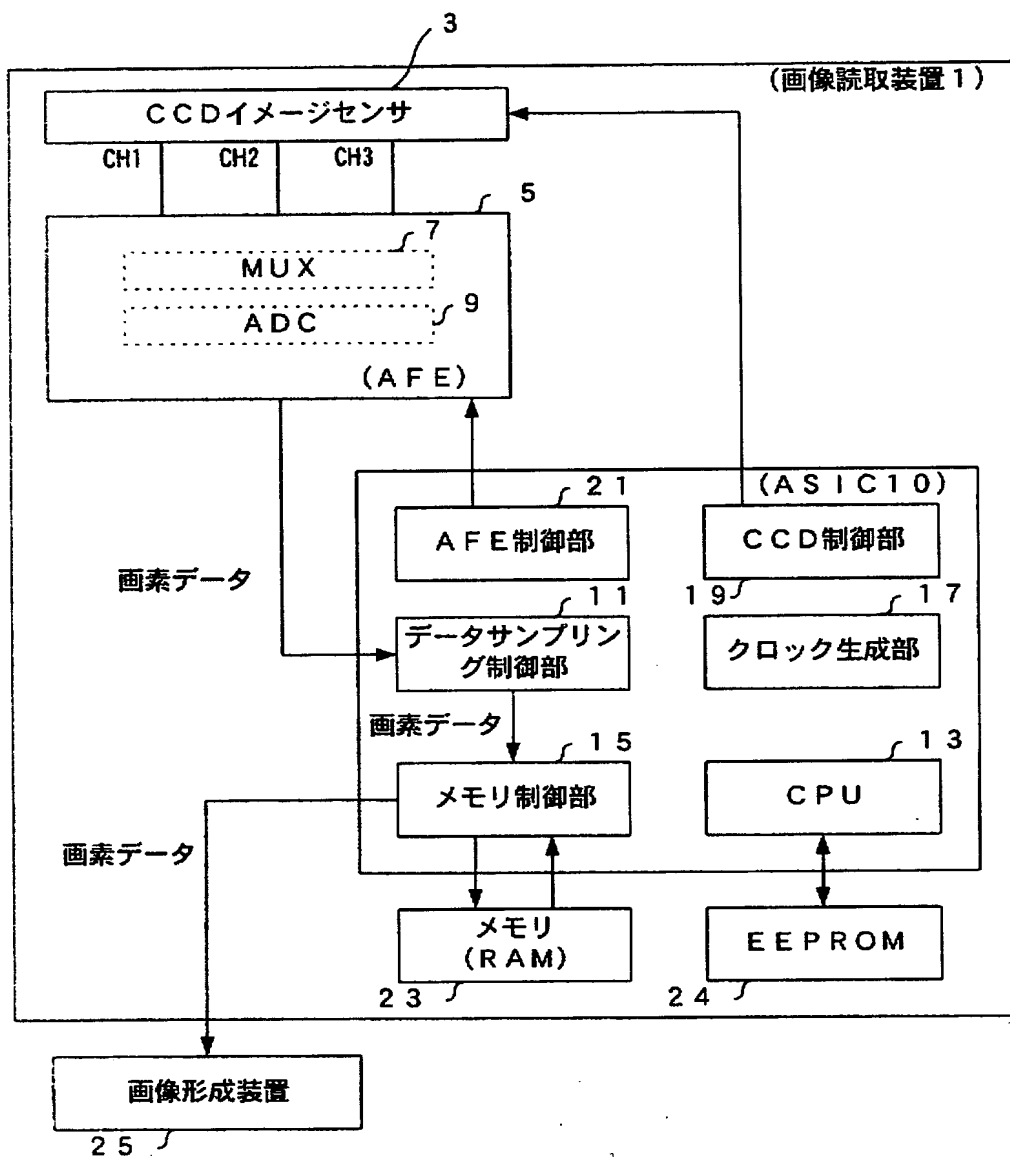 3
(画像読取装置1)
CCDイメージセンサ
CH1 CH2 CH3
5
7
MUX
9
ADC
(AFE)
(ASIC10)
21
AFE制御部
CCD制御部
19
画素データ
11
データサンプリン
グ制御部
17
クロック生成部
画素データ
15
メモリ制御部
13
CPU
画素データ
メモリ
(RAM)
23
EEPROM
24
画像形成装置
25